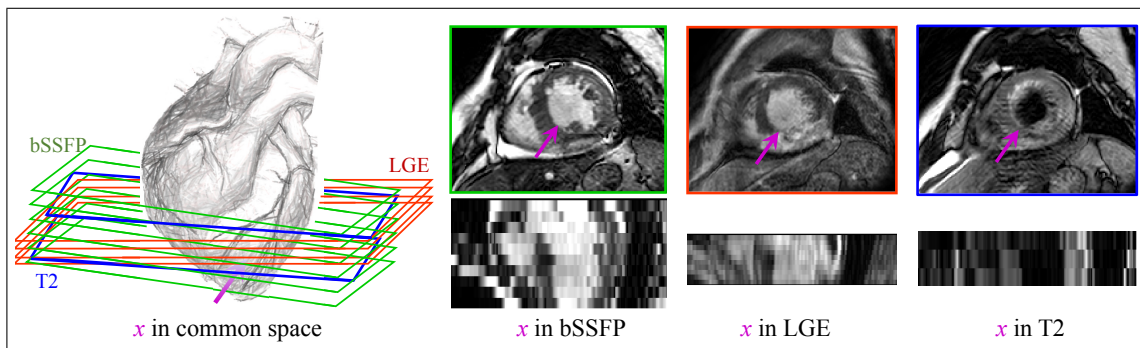 bSSFP
LGE
T2
x in common space
x in bSSFP
x in LGE
x in T2